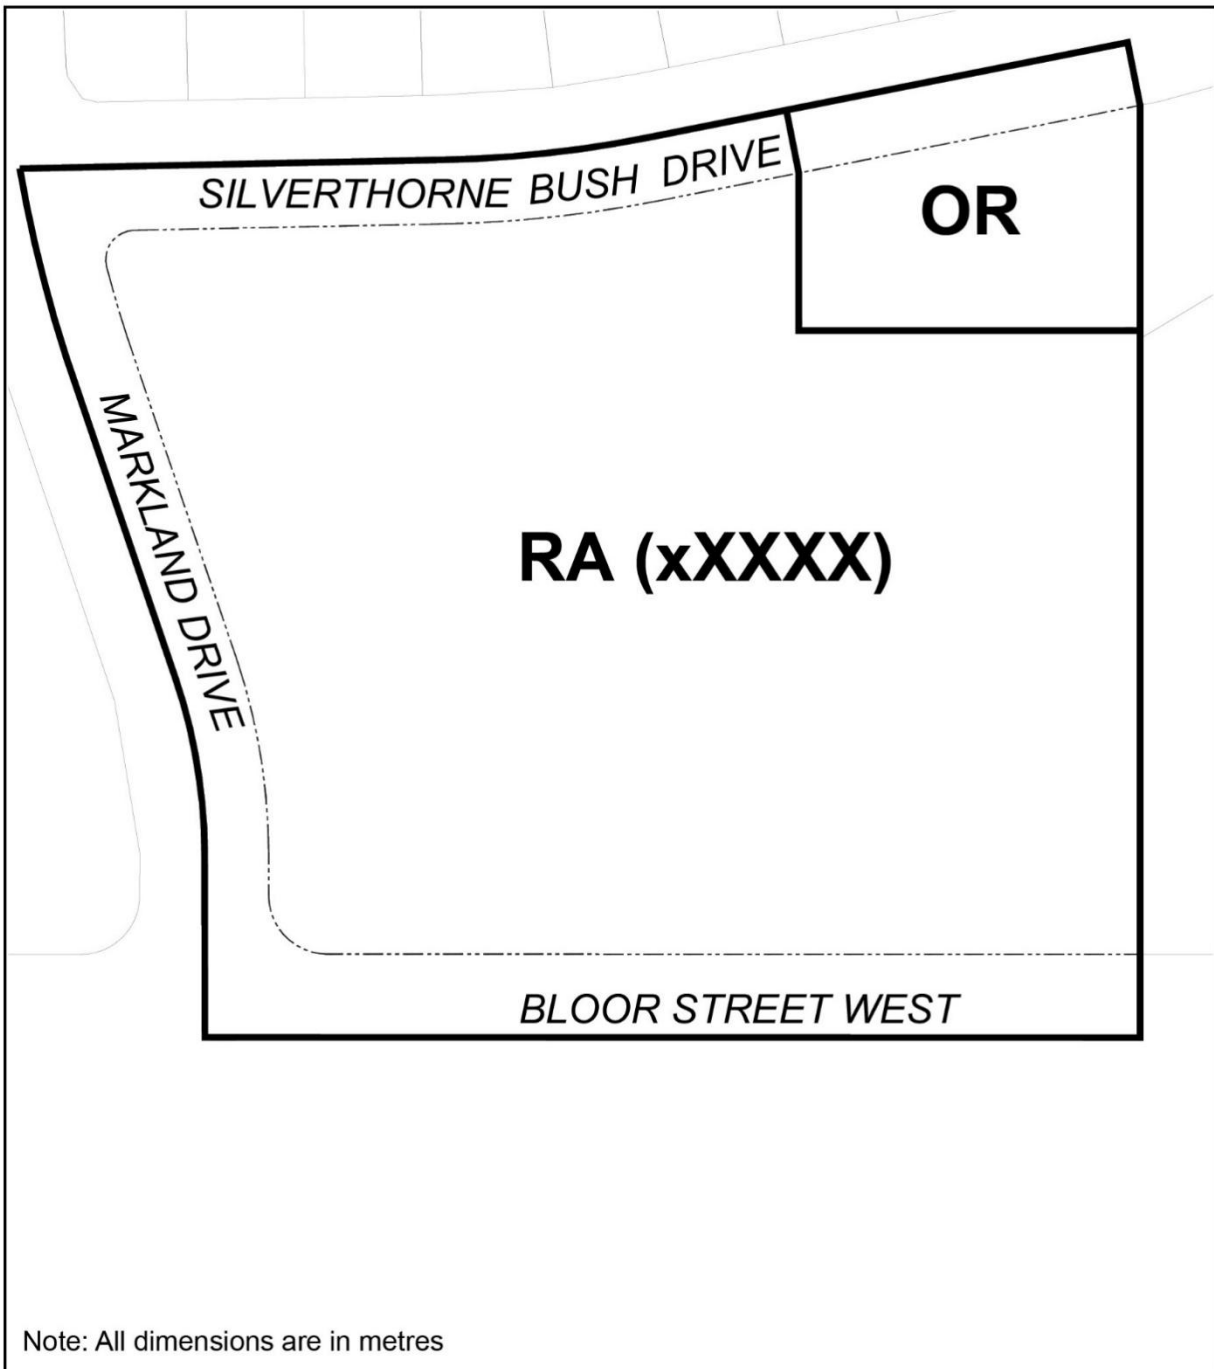 SILVERTHORNE BUSH DRIVE
OR
MARKLAND DRIVE
RA (xXXXX)
BLOOR STREET WEST
Note: All dimensions are in metres